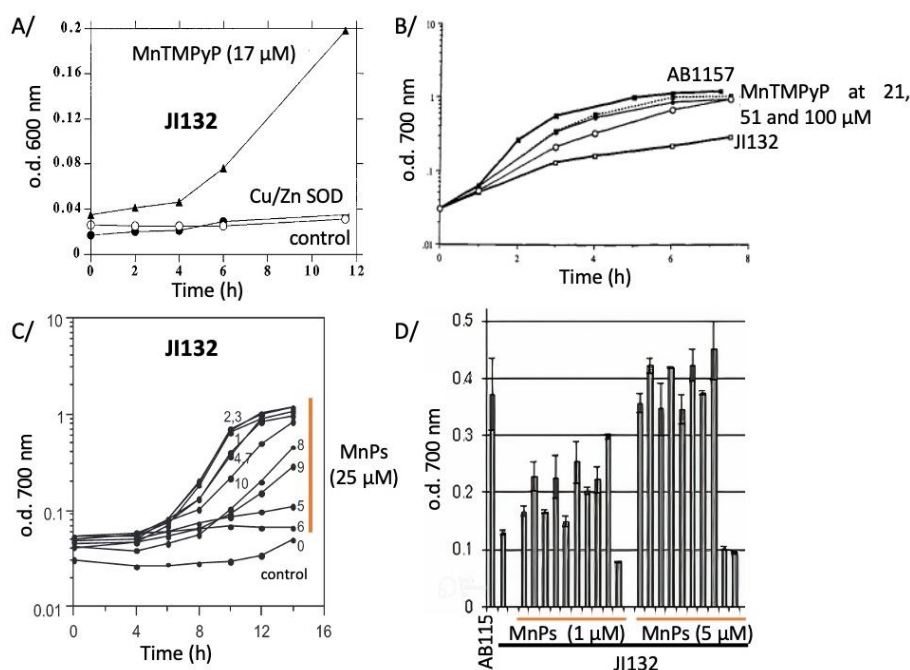 A/
0.2
0.16
0.12
0.08
0.04
0
o.d. 600 nm
MnTMPyP (17 µM)
JI132
Cu/Zn SOD
control
0 2 4 6 8 10 12
Time (h)
B/
10
1
.1
.01
o.d. 700 nm
AB1157
MnTMPyP at 21,
51 and 100 µM
JI132
0 2 4 6 8
Time (h)
C/
10
1
0.1
0.01
o.d. 700 nm
JI132
2,3
1
4,7
10
8
9
5
6
0
control
MnPs
(25 µM)
0 4 8 12 16
Time (h)
D/
0.5
0.4
0.3
0.2
0.1
0
o.d. 700 nm
AB115
MnPs (1 µM)
MnPs (5 µM)
JI132